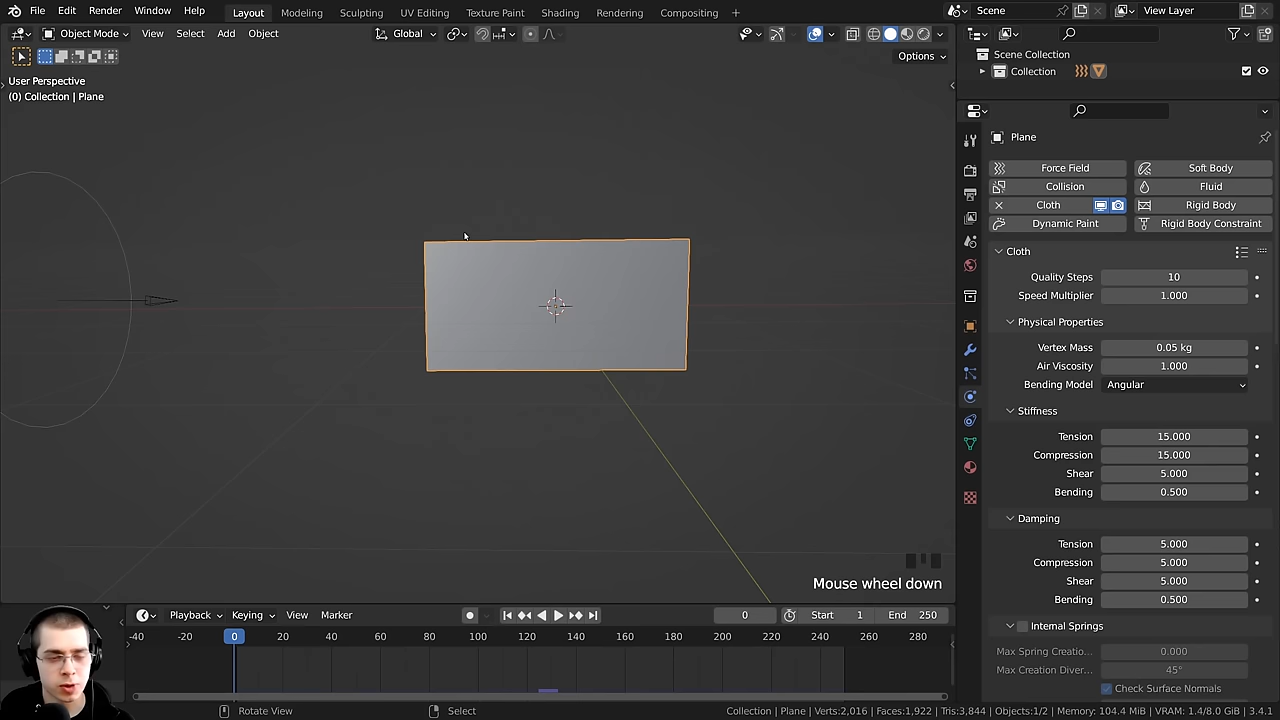 File Edit Render Window Help Layout Modeling Sculpting UV Editing Texture Paint Shading Rendering Compositing + Scene View Layer
Object Mode View Select Add Object Global
Options
User Perspective
(0) Collection | Plane
Scene Collection
Collection
Plane
Force Field Soft Body
Collision Fluid
Cloth Rigid Body
Dynamic Paint Rigid Body Constraint
Cloth
Quality Steps 10
Speed Multiplier 1.000
Physical Properties
Vertex Mass 0.05 kg
Air Viscosity 1.000
Bending Model Angular
Stiffness
Tension 15.000
Compression 15.000
Shear 5.000
Bending 0.500
Damping
Tension 5.000
Compression 5.000
Shear 5.000
Bending 0.500
Internal Springs
Max Spring Creatio... 0.000
Max Creation Diver... 45°
Check Surface Normals
Mouse wheel down
Playback Keying View Marker 0 Start 1 End 250
-40 -20 0 20 40 60 80 100 120 140 160 180 200 220 240 260 280
Rotate View Select Collection | Plane | Verts:2,016 | Faces:1,922 | Tris:3,844 | Objects:1/2 | Memory: 104.4 MiB | VRAM: 1.4/8.0 GiB | 3.4.1